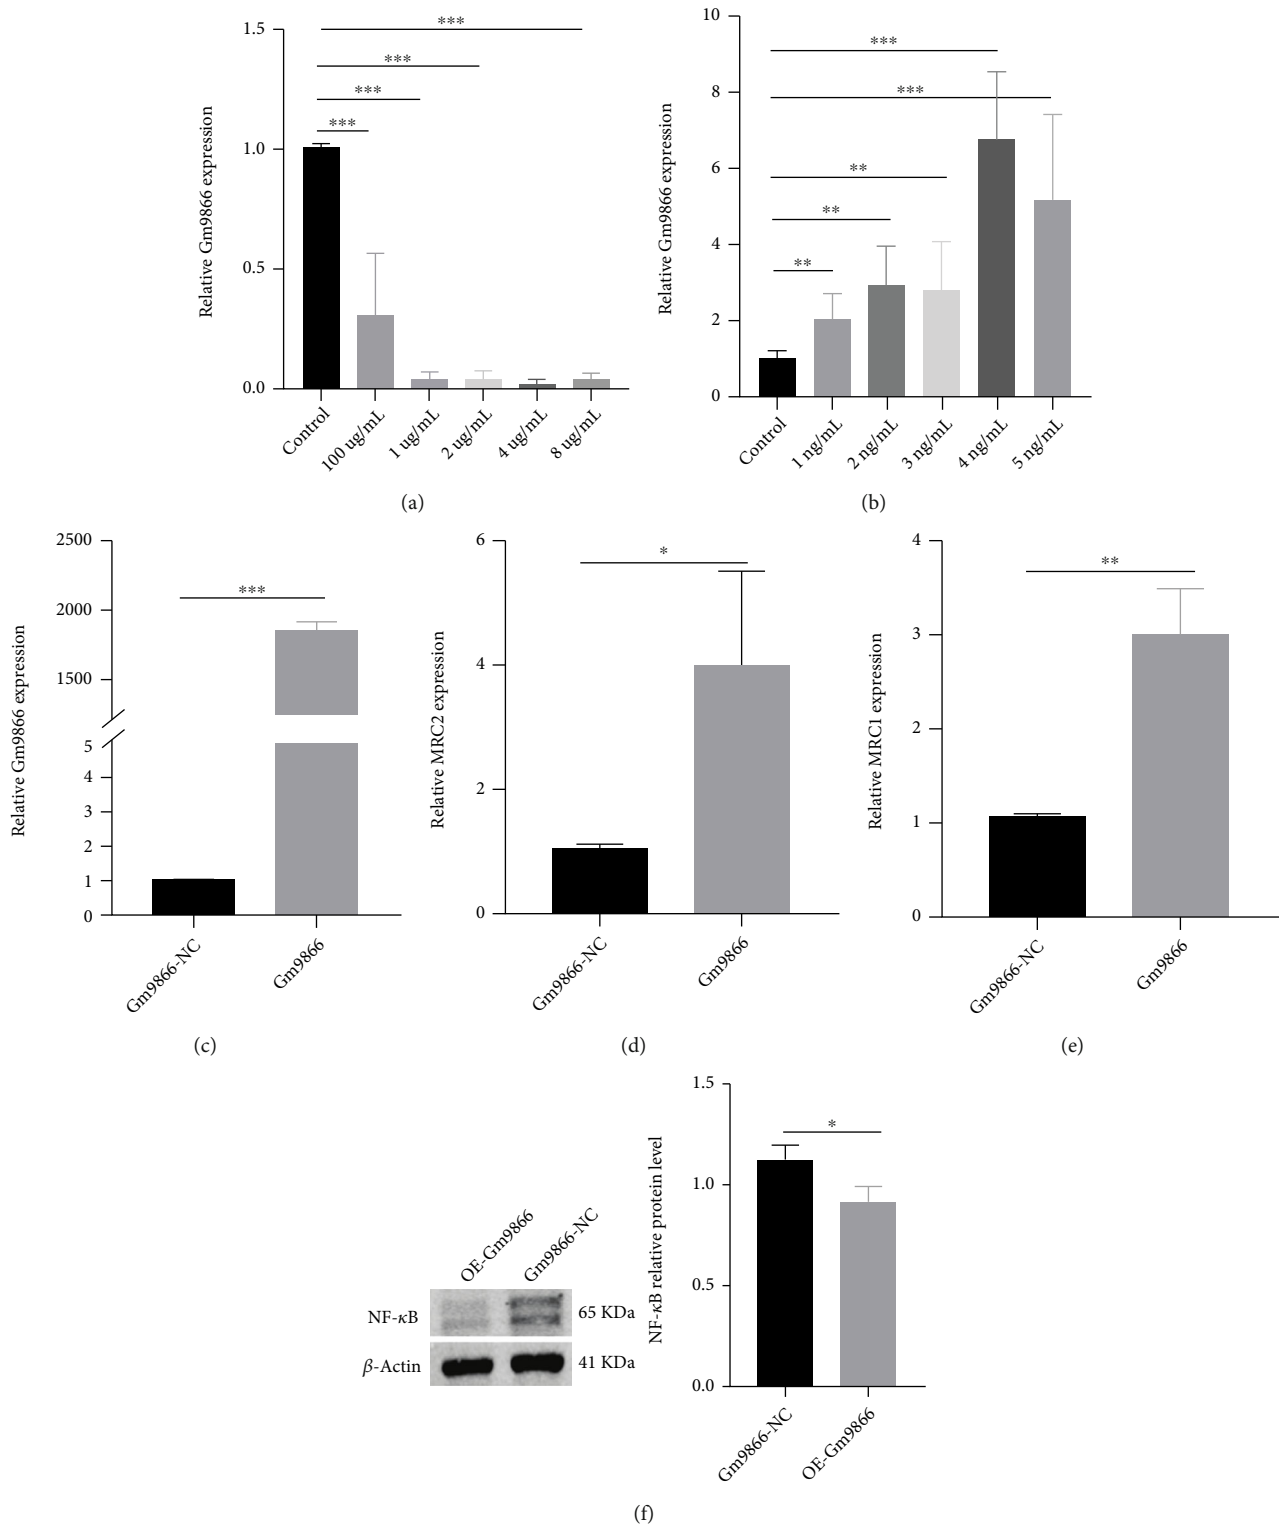 Relative Gm9866 expression
1.5
1.0
0.5
0.0
***
***
***
***
Control
100 ug/mL
1 ug/mL
2 ug/mL
4 ug/mL
8 ug/mL
(a)
Relative Gm9866 expression
10
8
6
4
2
0
***
***
**
**
**
Control
1 ng/mL
2 ng/mL
3 ng/mL
4 ng/mL
5 ng/mL
(b)
Relative Gm9866 expression
2500
2000
1500
5
4
3
2
1
0
***
Gm9866-NC
Gm9866
(c)
Relative MRC2 expression
6
4
2
0
*
Gm9866-NC
Gm9866
(d)
Relative MRC1 expression
4
3
2
1
0
**
Gm9866-NC
Gm9866
(e)
OE-Gm9866
Gm9866-NC
NF-κB
65 KDa
β-Actin
41 KDa
NF-κB relative protein level
1.5
1.0
0.5
0.0
*
Gm9866-NC
OE-Gm9866
(f)